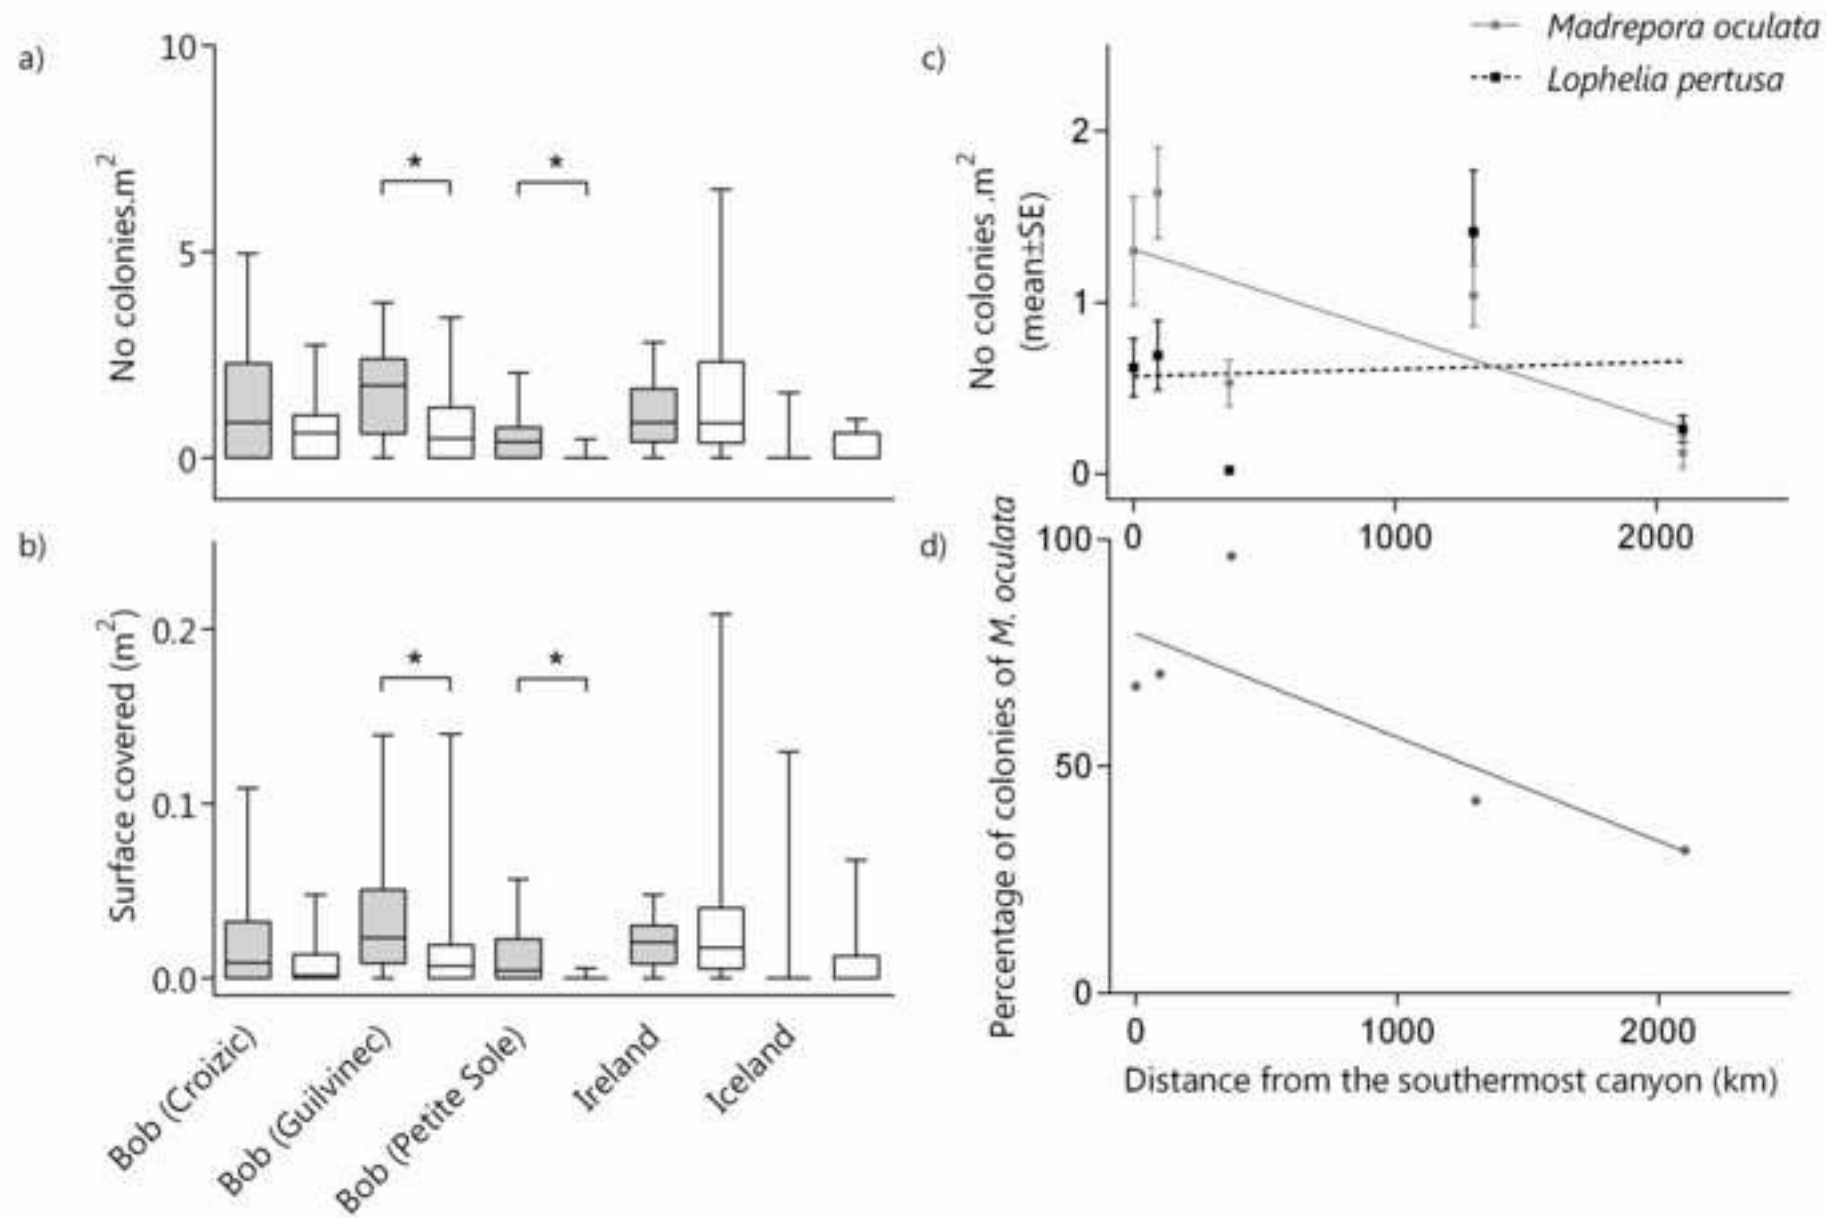 a)
10
5
0
No colonies.m2
*
*
b)
0.2
0.1
0.0
Surface covered (m2)
*
*
Bob (Croizic)
Bob (Guilvinec)
Bob (Petite Sole)
Ireland
Iceland
c)
Madrepora oculata
Lophelia pertusa
2
1
0
No colonies .m2
(mean±SE)
0
1000
2000
d)
100
50
0
Percentage of colonies of M. oculata
0
1000
2000
Distance from the southermost canyon (km)